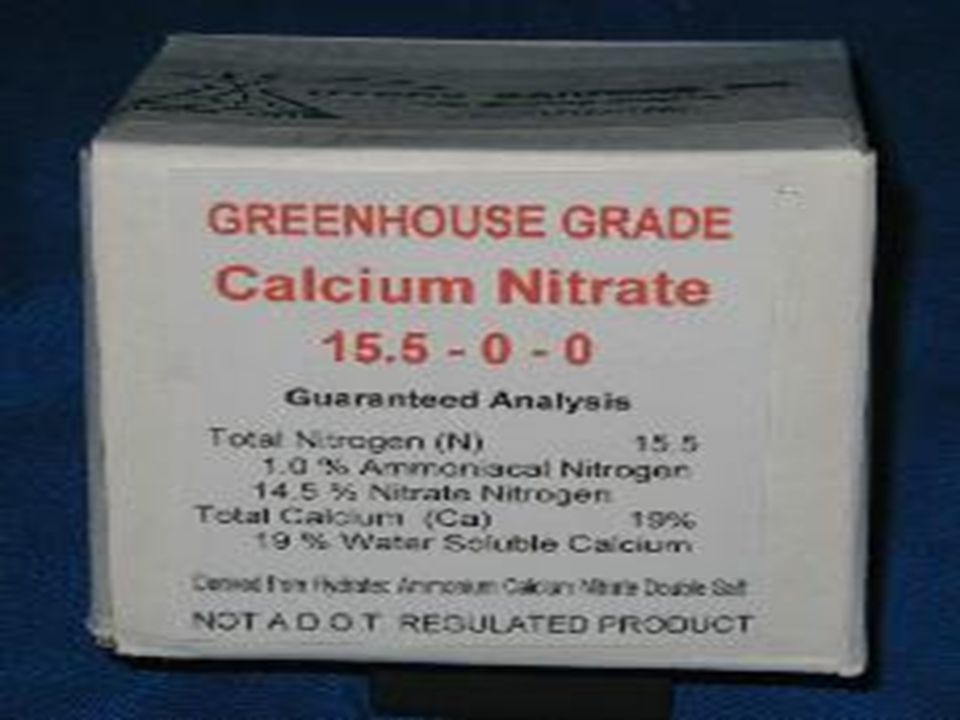 GREENHOUSE GRADE
Calcium Nitrate
15.5 - 0 - 0
Guaranteed Analysis
Total Nitrogen (N) 15.5
1.0 % Ammoniacal Nitrogen
14.5 % Nitrate Nitrogen
Total Calcium (Ca) 19%
19 % Water Soluble Calcium
Derived from Hydrated Ammonium Calcium Nitrate Double Salt
NOT A D O T REGULATED PRODUCT